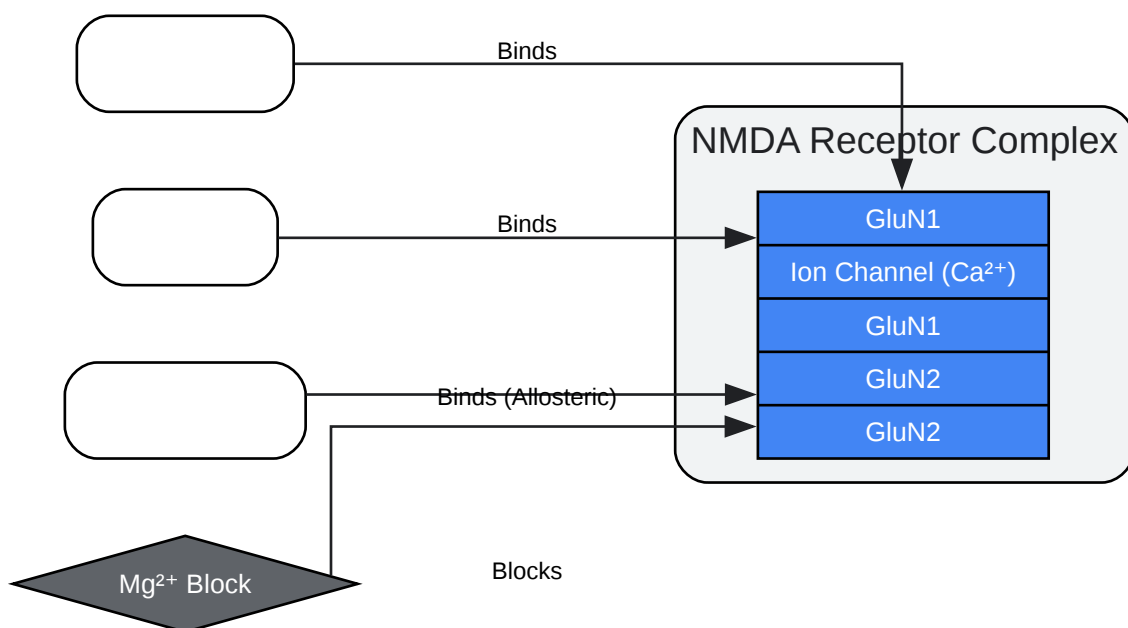 Binds
NMDA Receptor Complex
GluN1
Binds
Ion Channel (Ca²⁺)
GluN1
GluN2
Binds (Allosteric)
GluN2
Mg²⁺ Block
Blocks